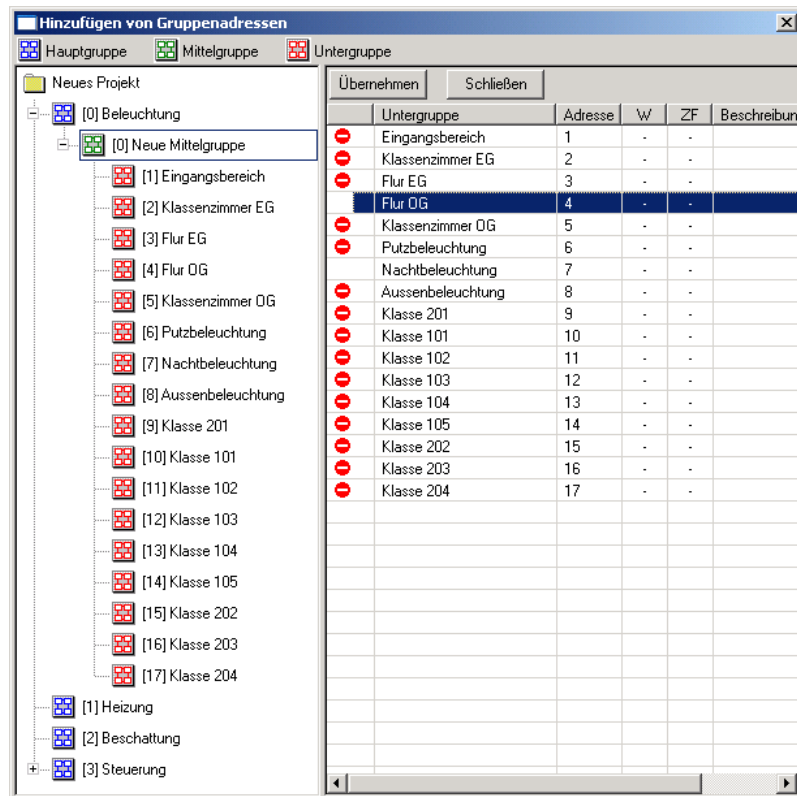 Hinzufügen von Gruppenadressen
Hauptgruppe Mittelgruppe Untergruppe
Neues Projekt
[0] Beleuchtung
[0] Neue Mittelgruppe
[1] Eingangsbereich
[2] Klassenzimmer EG
[3] Flur EG
[4] Flur OG
[5] Klassenzimmer OG
[6] Putzbeleuchtung
[7] Nachtbeleuchtung
[8] Aussenbeleuchtung
[9] Klasse 201
[10] Klasse 101
[11] Klasse 102
[12] Klasse 103
[13] Klasse 104
[14] Klasse 105
[15] Klasse 202
[16] Klasse 203
[17] Klasse 204
[1] Heizung
[2] Beschattung
[3] Steuerung
Übernehmen Schließen
Untergruppe Adresse W ZF Beschreibun
Eingangsbereich 1 - -
Klassenzimmer EG 2 - -
Flur EG 3 - -
Flur OG 4 - -
Klassenzimmer OG 5 - -
Putzbeleuchtung 6 - -
Nachtbeleuchtung 7 - -
Aussenbeleuchtung 8 - -
Klasse 201 9 - -
Klasse 101 10 - -
Klasse 102 11 - -
Klasse 103 12 - -
Klasse 104 13 - -
Klasse 105 14 - -
Klasse 202 15 - -
Klasse 203 16 - -
Klasse 204 17 - -